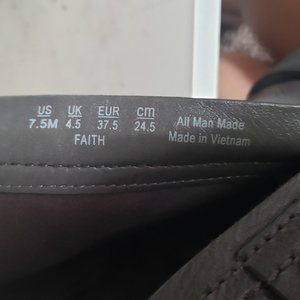 US UK EUR cm
7.5M 4.5 37.5 24.5
FAITH
All Man Made
Made in Vietnam